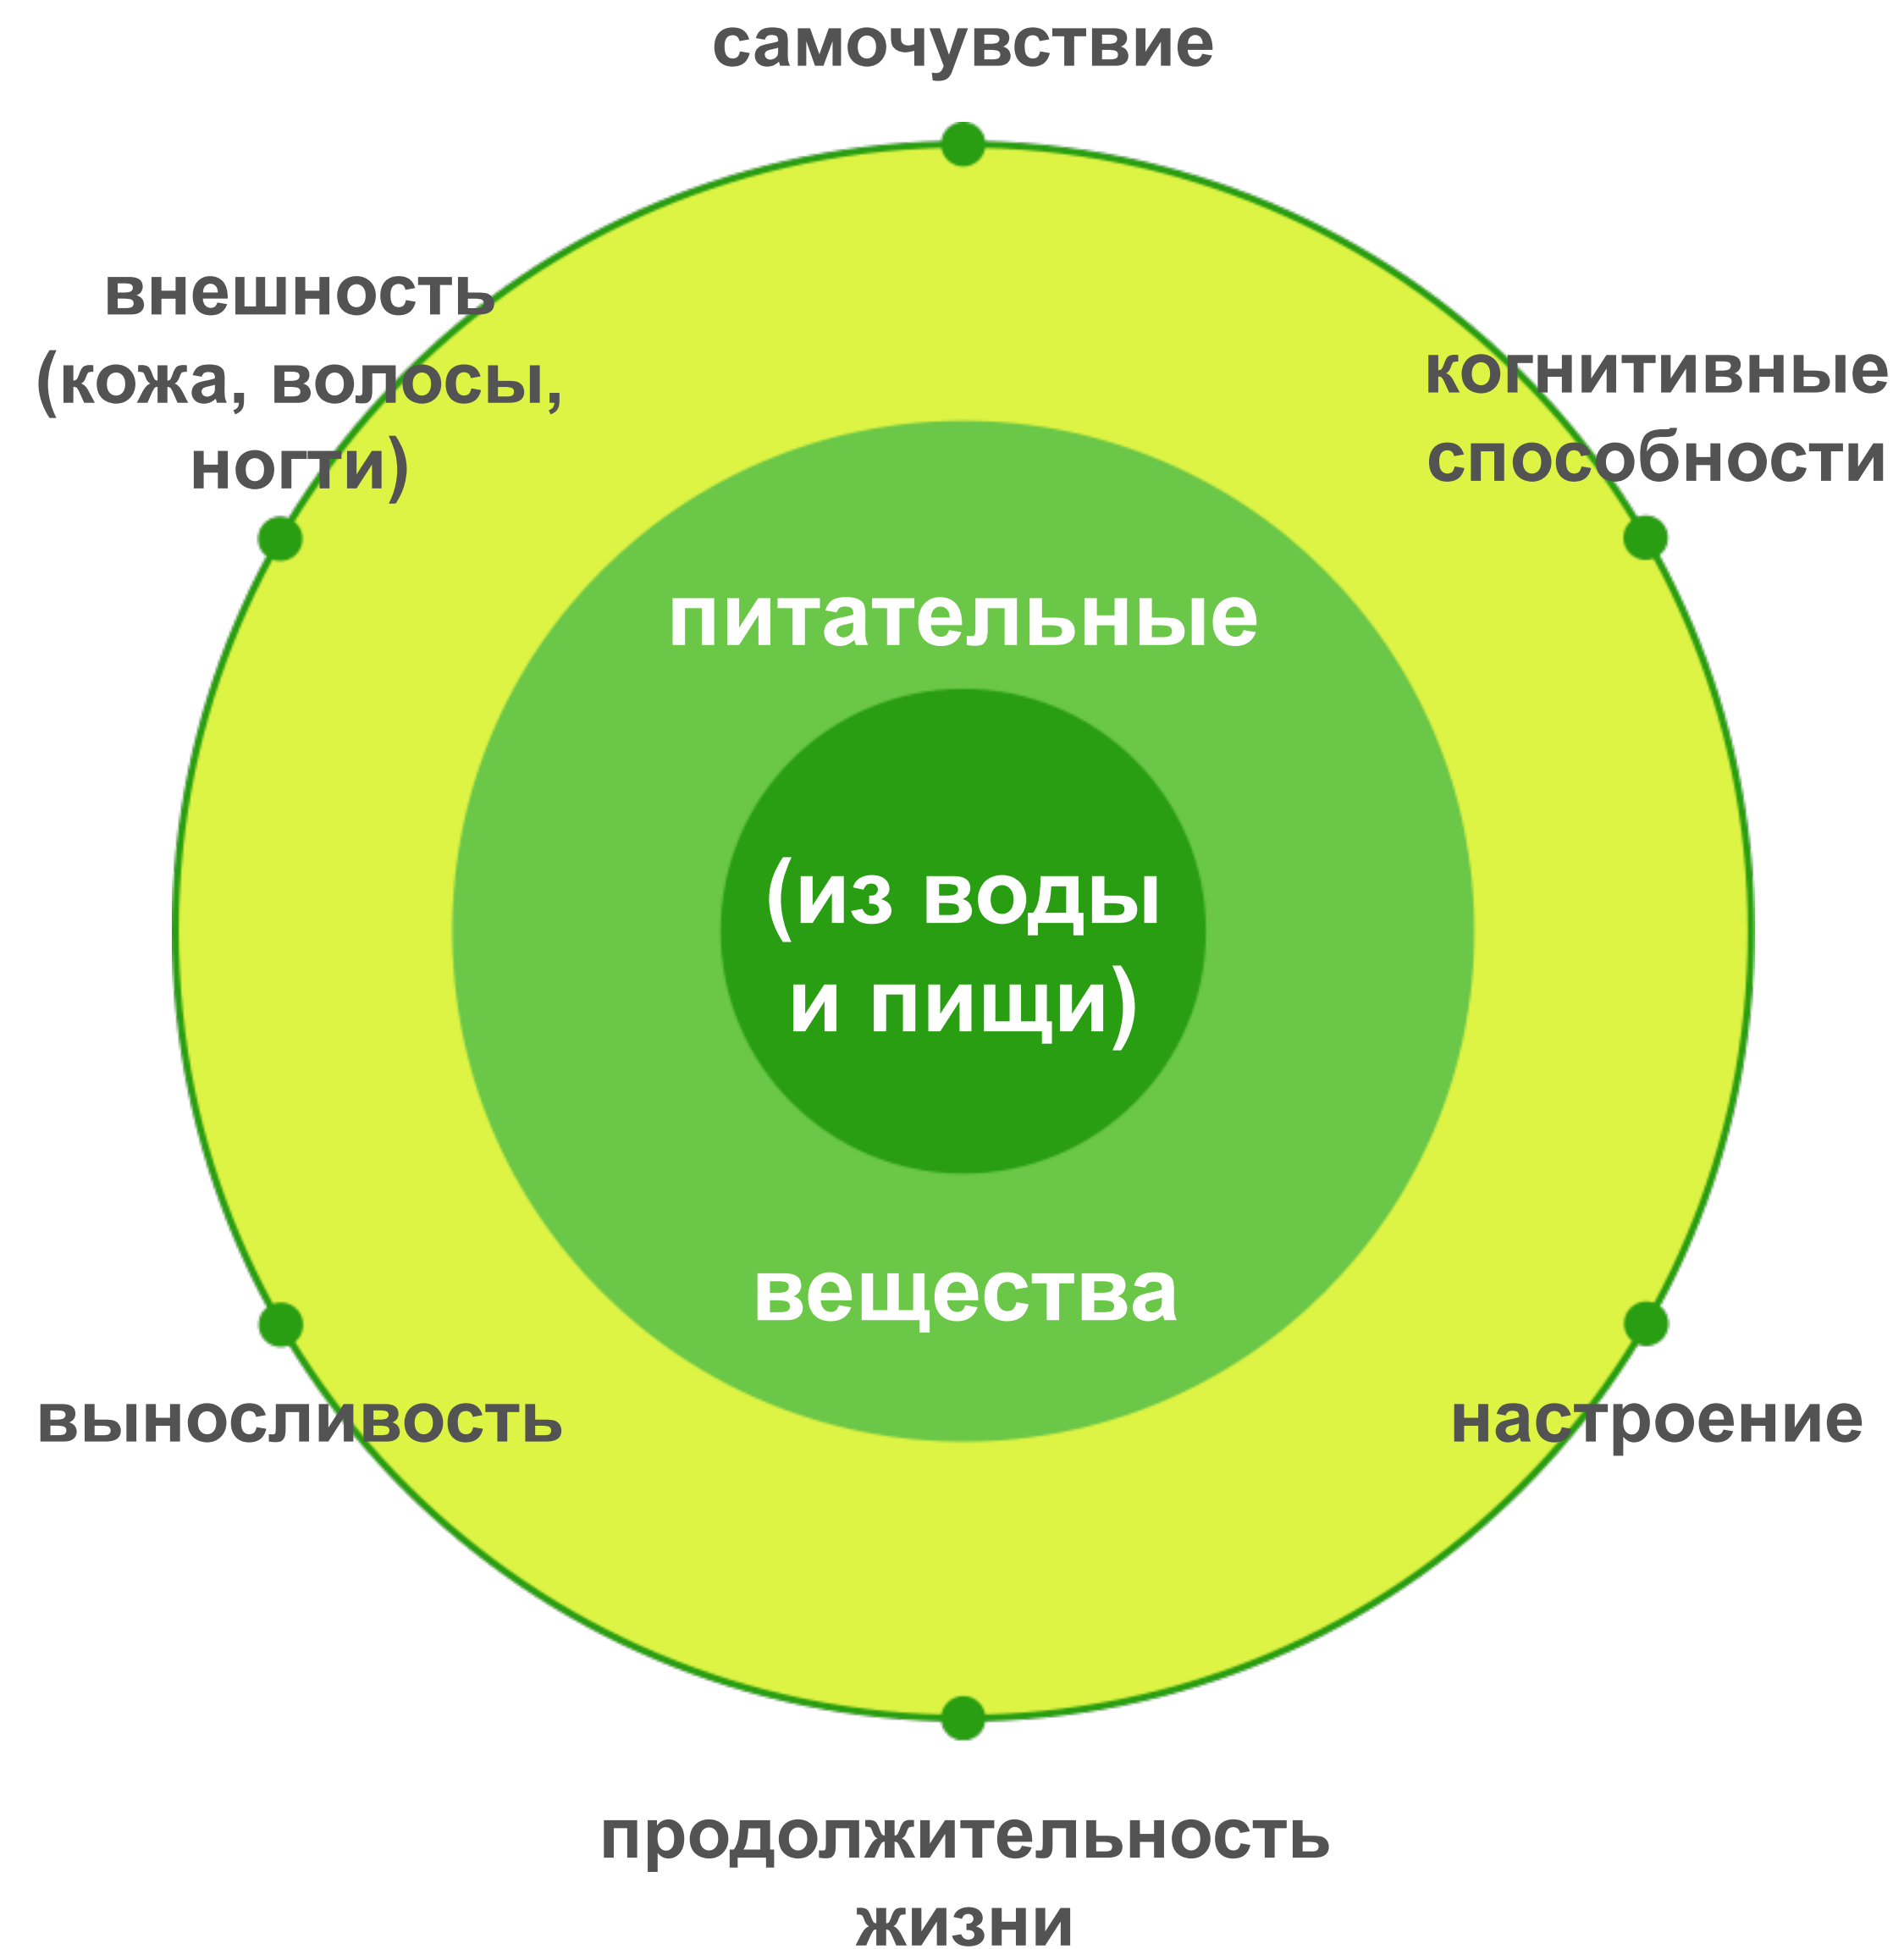 самочувствие
внешность
(кожа, волосы,
ногти)
когнитивные
способности
питательные
(из воды
и пищи)
вещества
выносливость
настроение
продолжительность
жизни